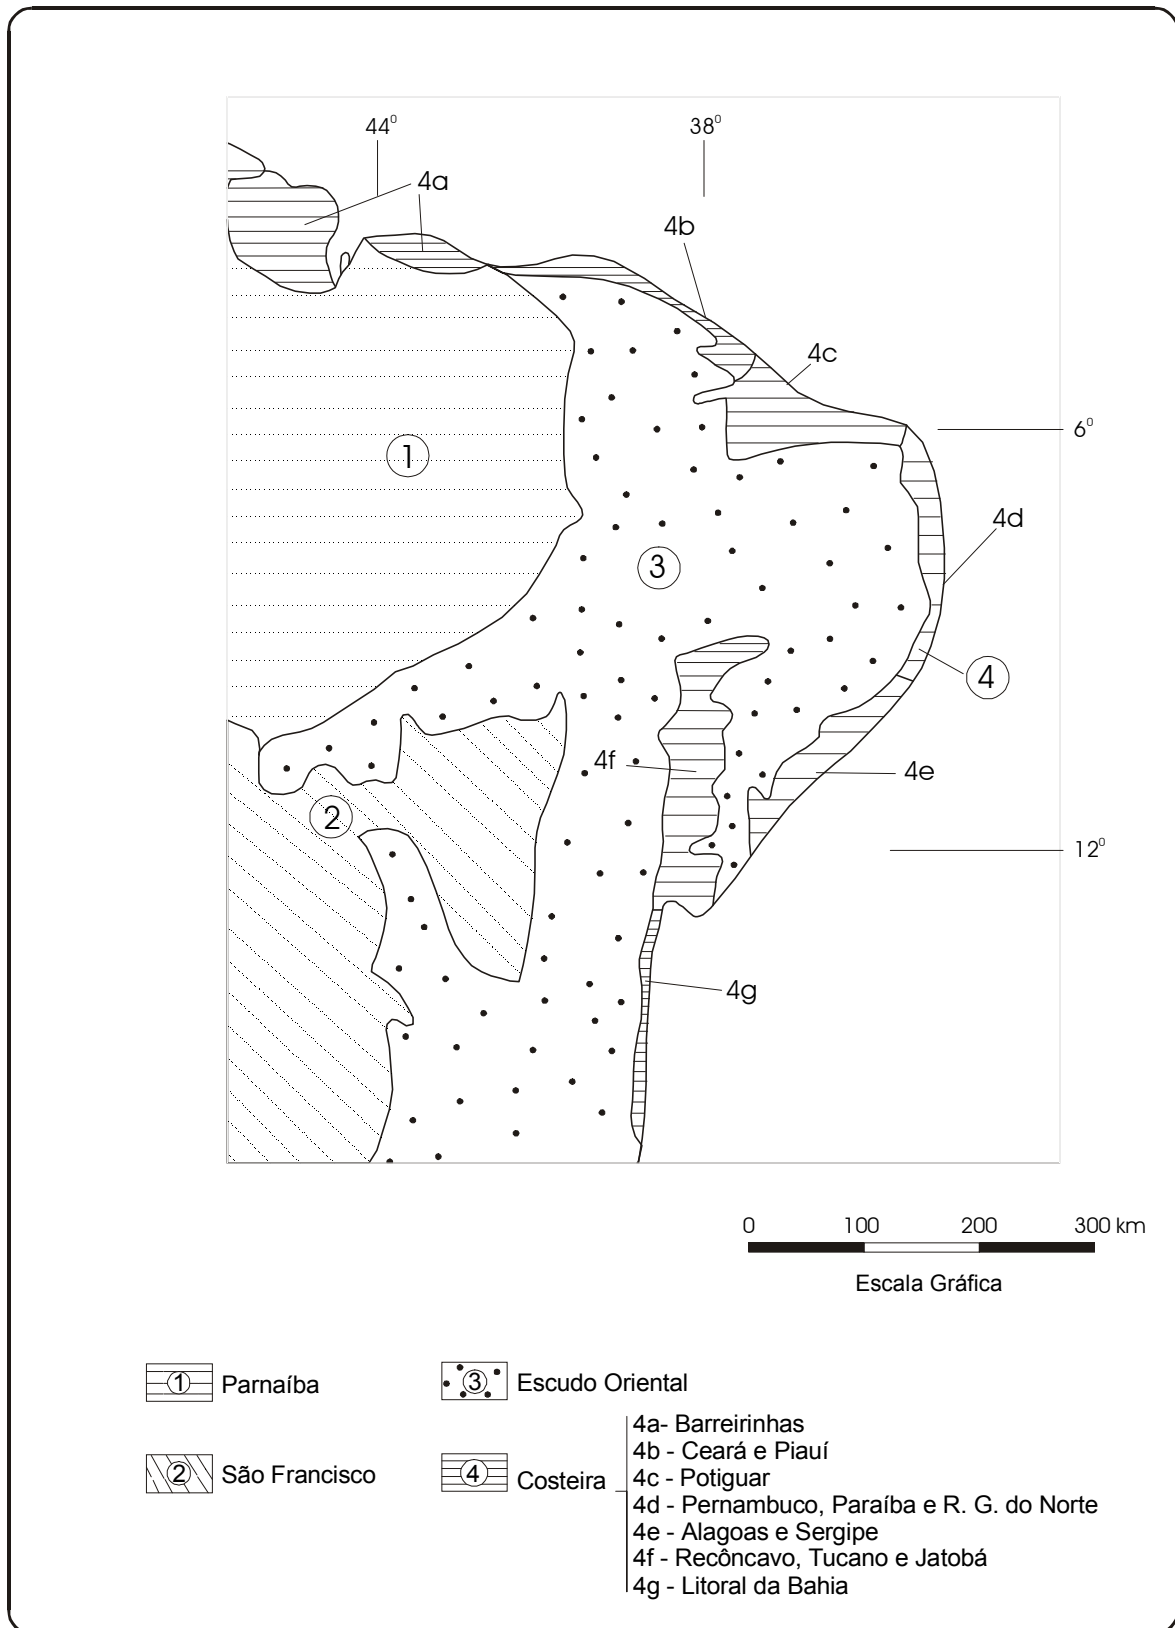 44⁰
38⁰
4a
4b
4c
6⁰
1
4d
3
4
4f
4e
2
12⁰
4g
0 100 200 300 km
Escala Gráfica
1 Parnaíba
3 Escudo Oriental
2 São Francisco
4 Costeira
4a- Barreirinhas
4b - Ceará e Piauí
4c - Potiguar
4d - Pernambuco, Paraíba e R. G. do Norte
4e - Alagoas e Sergipe
4f - Recôncavo, Tucano e Jatobá
4g - Litoral da Bahia